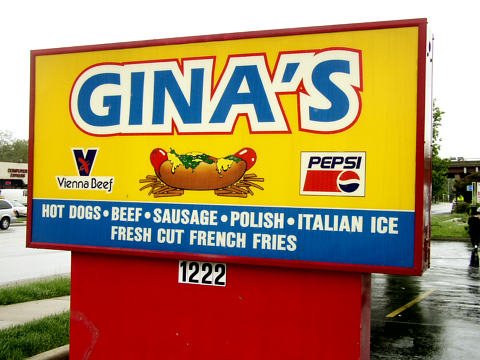 GINA'S
Vienna Beef
PEPSI
HOT DOGS • BEEF • SAUSAGE • POLISH • ITALIAN ICE
FRESH CUT FRENCH FRIES
1222